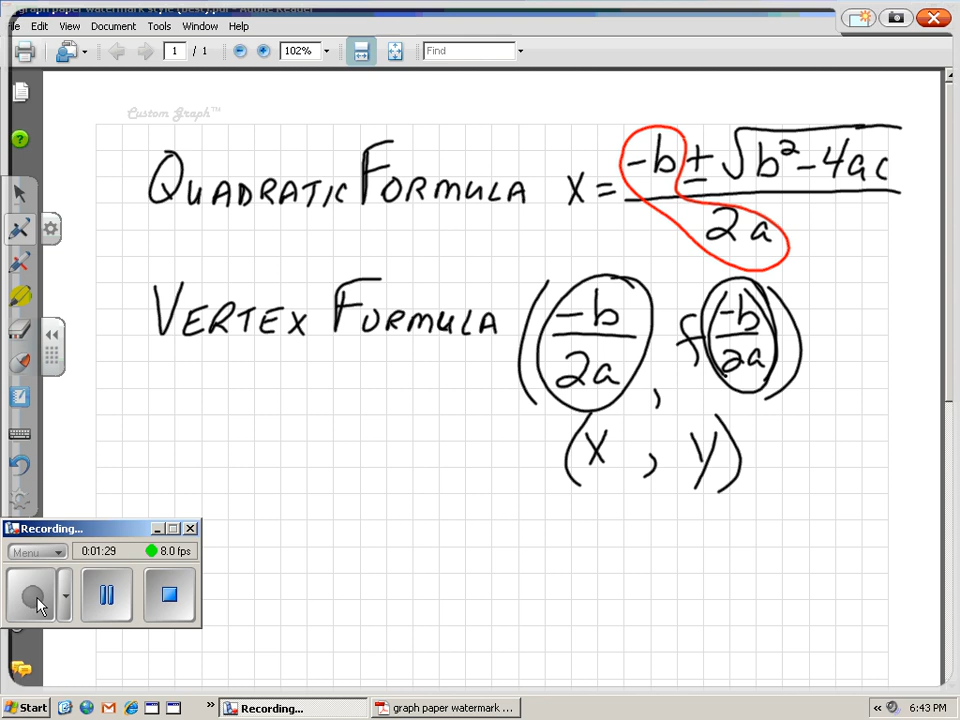 File Edit View Document Tools Window Help
1 / 1 102% Find
Custom Graph™
QUADRATIC FORMULA x = -b ± √b² - 4ac / 2a
VERTEX FORMULA (-b/2a , f(-b/2a))
(x , y)
Recording...
Menu 0:01:29 8.0 fps
Start » Recording... graph paper watermark ... « 6:43 PM